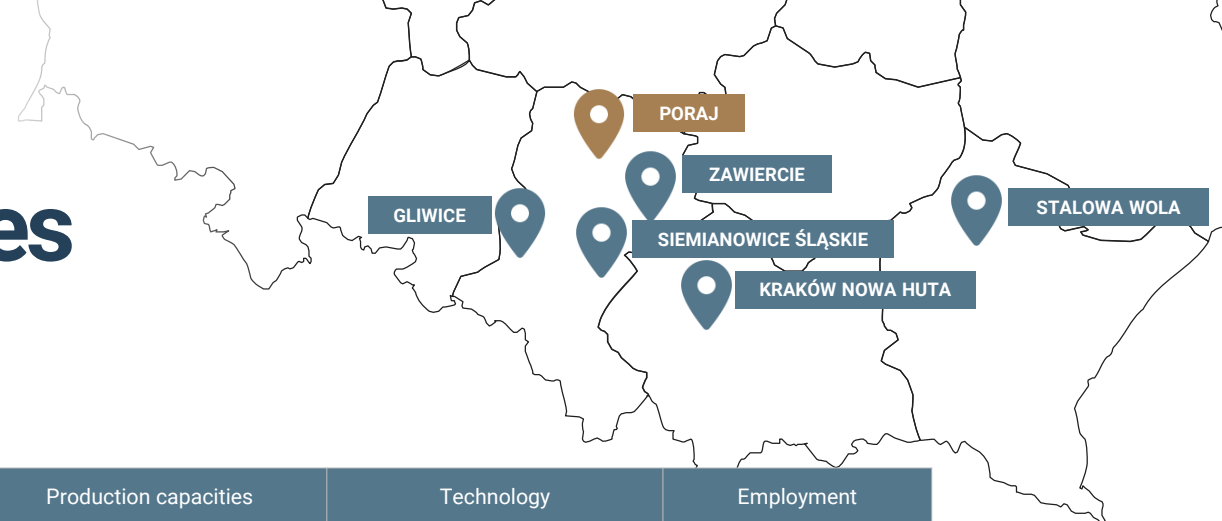 PORAJ
ZAWIERCIE
GLIWICE
STALOWA WOLA
es
SIEMIANOWICE ŚLĄSKIE
KRAKÓW NOWA HUTA
Production capacities
Technology
Employment